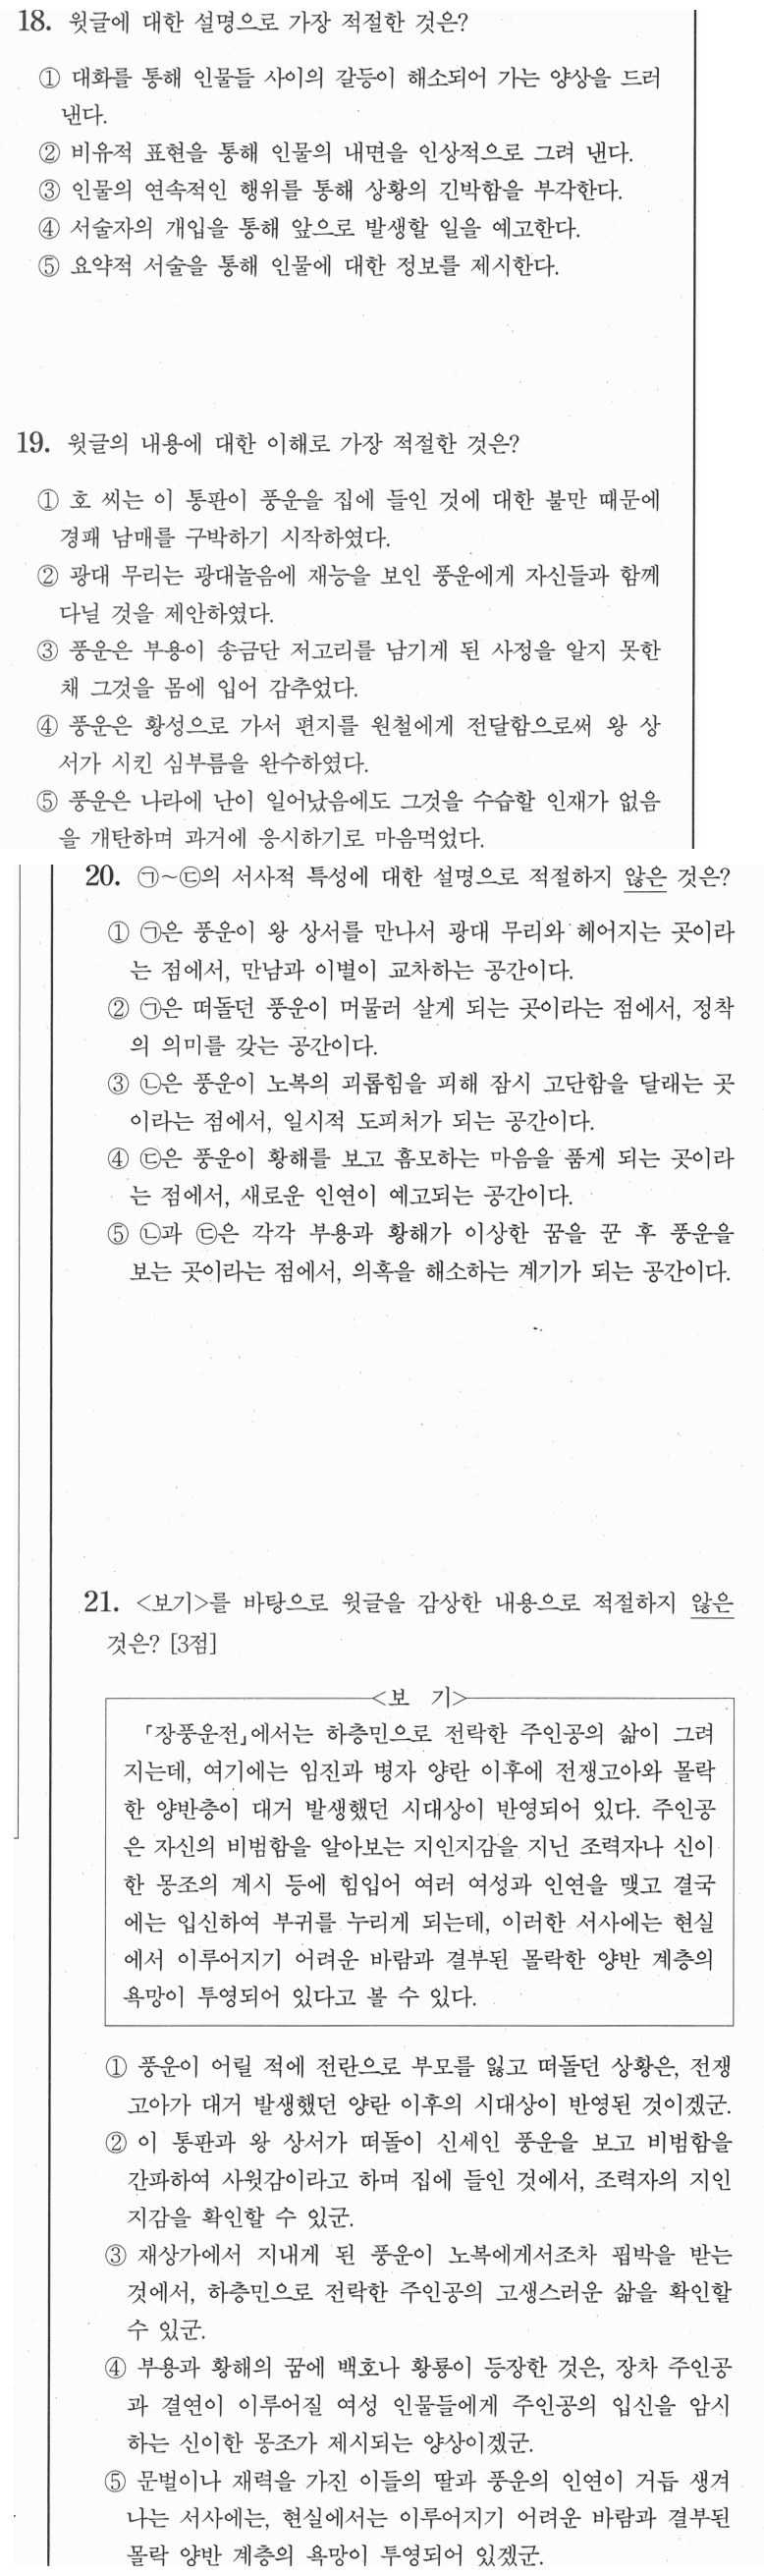 18. 윗글에 대한 설명으로 가장 적절한 것은?
① 대화를 통해 인물들 사이의 갈등이 해소되어 가는 양상을 드러
낸다.
② 비유적 표현을 통해 인물의 내면을 인상적으로 그려 낸다.
③ 인물의 연속적인 행위를 통해 상황의 긴박함을 부각한다.
④ 서술자의 개입을 통해 앞으로 발생할 일을 예고한다.
⑤ 요약적 서술을 통해 인물에 대한 정보를 제시한다.
19. 윗글의 내용에 대한 이해로 가장 적절한 것은?
① 호 씨는 이 통판이 풍운을 집에 들인 것에 대한 불만 때문에
경패 남매를 구박하기 시작하였다.
② 광대 무리는 광대놀음에 재능을 보인 풍운에게 자신들과 함께
다닐 것을 제안하였다.
③ 풍운은 부용이 송금단 저고리를 남기게 된 사정을 알지 못한
채 그것을 몸에 입어 감추었다.
④ 풍운은 황성으로 가서 편지를 원철에게 전달함으로써 왕 상
서가 시킨 심부름을 완수하였다.
⑤ 풍운은 나라에 난이 일어났음에도 그것을 수습할 인재가 없음
을 개탄하며 과거에 응시하기로 마음먹었다.
20. ㉠~㉢의 서사적 특성에 대한 설명으로 적절하지 않은 것은?
① ㉠은 풍운이 왕 상서를 만나서 광대 무리와 헤어지는 곳이라
는 점에서, 만남과 이별이 교차하는 공간이다.
② ㉠은 떠돌던 풍운이 머물러 살게 되는 곳이라는 점에서, 정착
의 의미를 갖는 공간이다.
③ ㉡은 풍운이 노복의 괴롭힘을 피해 잠시 고단함을 달래는 곳
이라는 점에서, 일시적 도피처가 되는 공간이다.
④ ㉢은 풍운이 황해를 보고 흠모하는 마음을 품게 되는 곳이라
는 점에서, 새로운 인연이 예고되는 공간이다.
⑤ ㉡과 ㉢은 각각 부용과 황해가 이상한 꿈을 꾼 후 풍운을
보는 곳이라는 점에서, 의혹을 해소하는 계기가 되는 공간이다.
21. <보기>를 바탕으로 윗글을 감상한 내용으로 적절하지 않은
것은? [3점]
<보 기>
「장풍운전」에서는 하층민으로 전락한 주인공의 삶이 그려
지는데, 여기에는 임진과 병자 양란 이후에 전쟁고아와 몰락
한 양반층이 대거 발생했던 시대상이 반영되어 있다. 주인공
은 자신의 비범함을 알아보는 지인지감을 지닌 조력자나 신이
한 몽조의 계시 등에 힘입어 여러 여성과 인연을 맺고 결국
에는 입신하여 부귀를 누리게 되는데, 이러한 서사에는 현실
에서 이루어지기 어려운 바람과 결부된 몰락한 양반 계층의
욕망이 투영되어 있다고 볼 수 있다.
① 풍운이 어릴 적에 전란으로 부모를 잃고 떠돌던 상황은, 전쟁
고아가 대거 발생했던 양란 이후의 시대상이 반영된 것이겠군.
② 이 통판과 왕 상서가 떠돌이 신세인 풍운을 보고 비범함을
간파하여 사윗감이라고 하며 집에 들인 것에서, 조력자의 지인
지감을 확인할 수 있군.
③ 재상가에서 지내게 된 풍운이 노복에게서조차 핍박을 받는
것에서, 하층민으로 전락한 주인공의 고생스러운 삶을 확인할
수 있군.
④ 부용과 황해의 꿈에 백호나 황룡이 등장한 것은, 장차 주인공
과 결연이 이루어질 여성 인물들에게 주인공의 입신을 암시
하는 신이한 몽조가 제시되는 양상이겠군.
⑤ 문벌이나 재력을 가진 이들의 딸과 풍운의 인연이 거듭 생겨
나는 서사에는, 현실에서는 이루어지기 어려운 바람과 결부된
몰락 양반 계층의 욕망이 투영되어 있겠군.